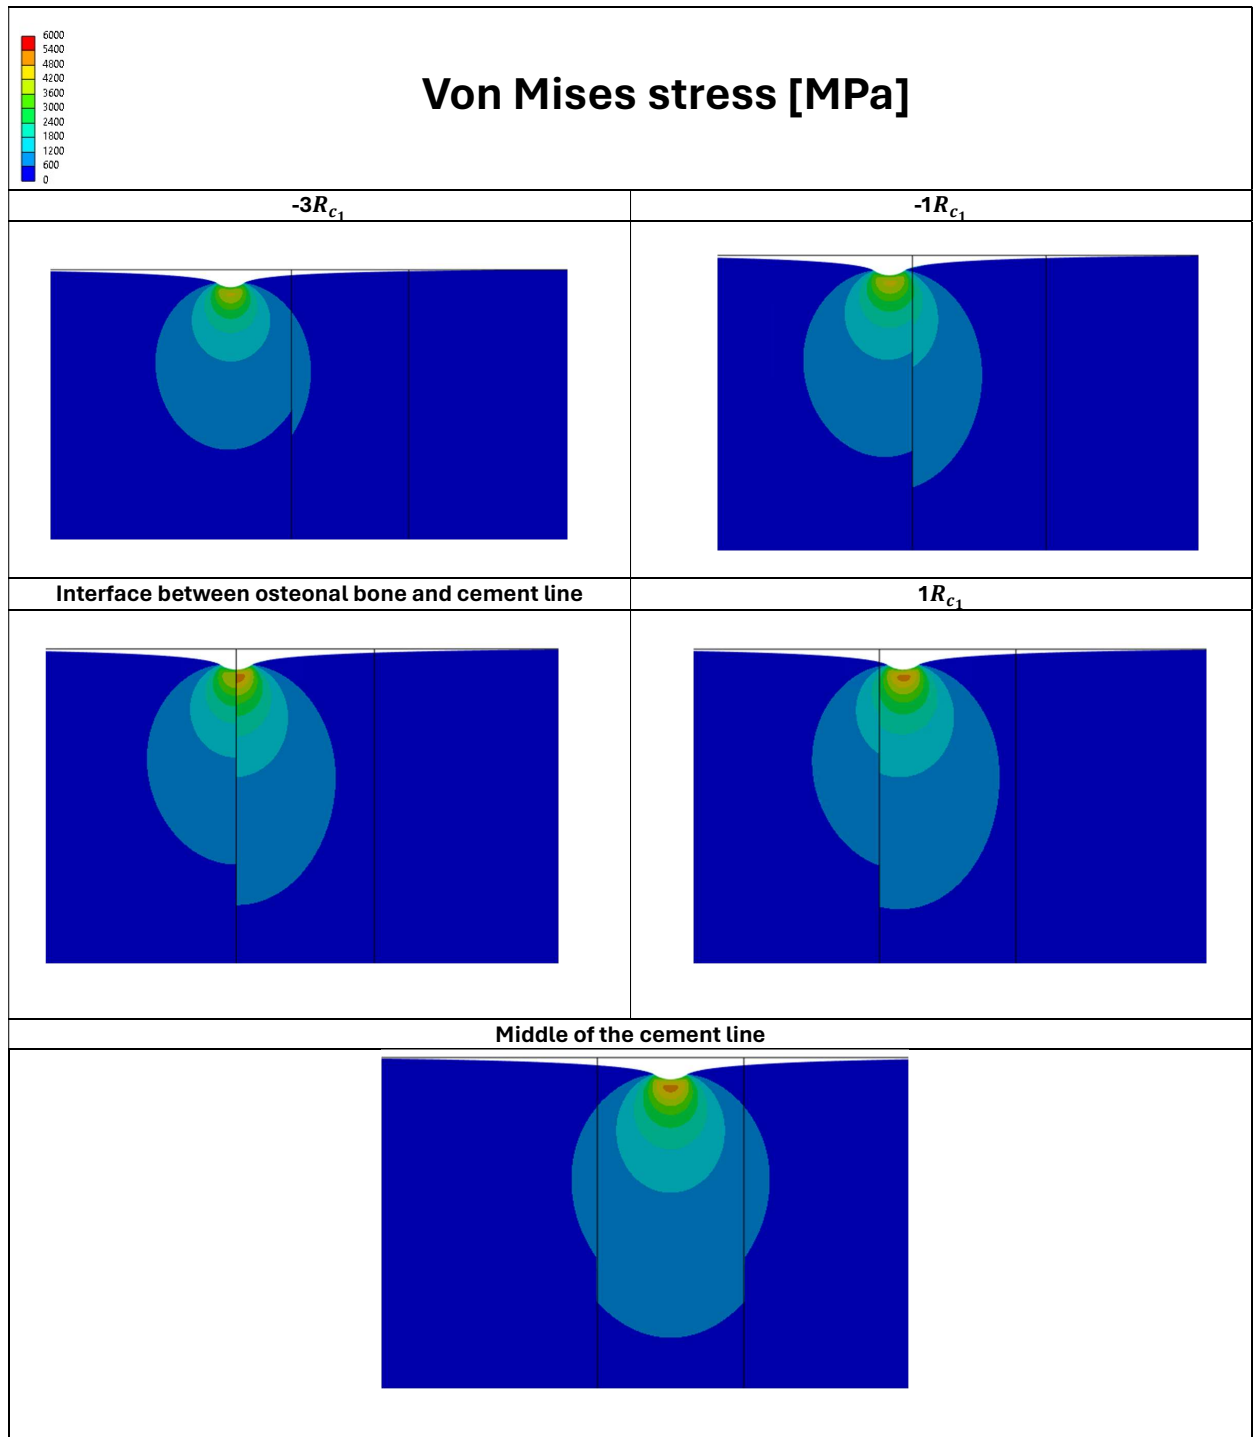 6000
5400
4800
4200
3600
3000
2400
1800
1200
600
0
Von Mises stress [MPa]
-3R_{c_1}
-1R_{c_1}
Interface between osteonal bone and cement line
1R_{c_1}
Middle of the cement line